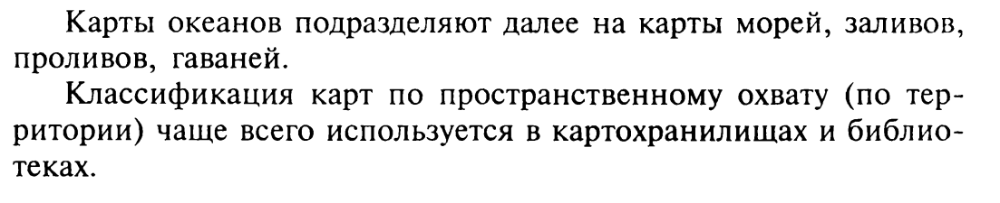 Карты океанов подразделяют далее на карты морей, заливов,
проливов, гаваней.
Классификация карт по пространственному охвату (по тер-
ритории) чаще всего используется в картохранилищах и библио-
теках.